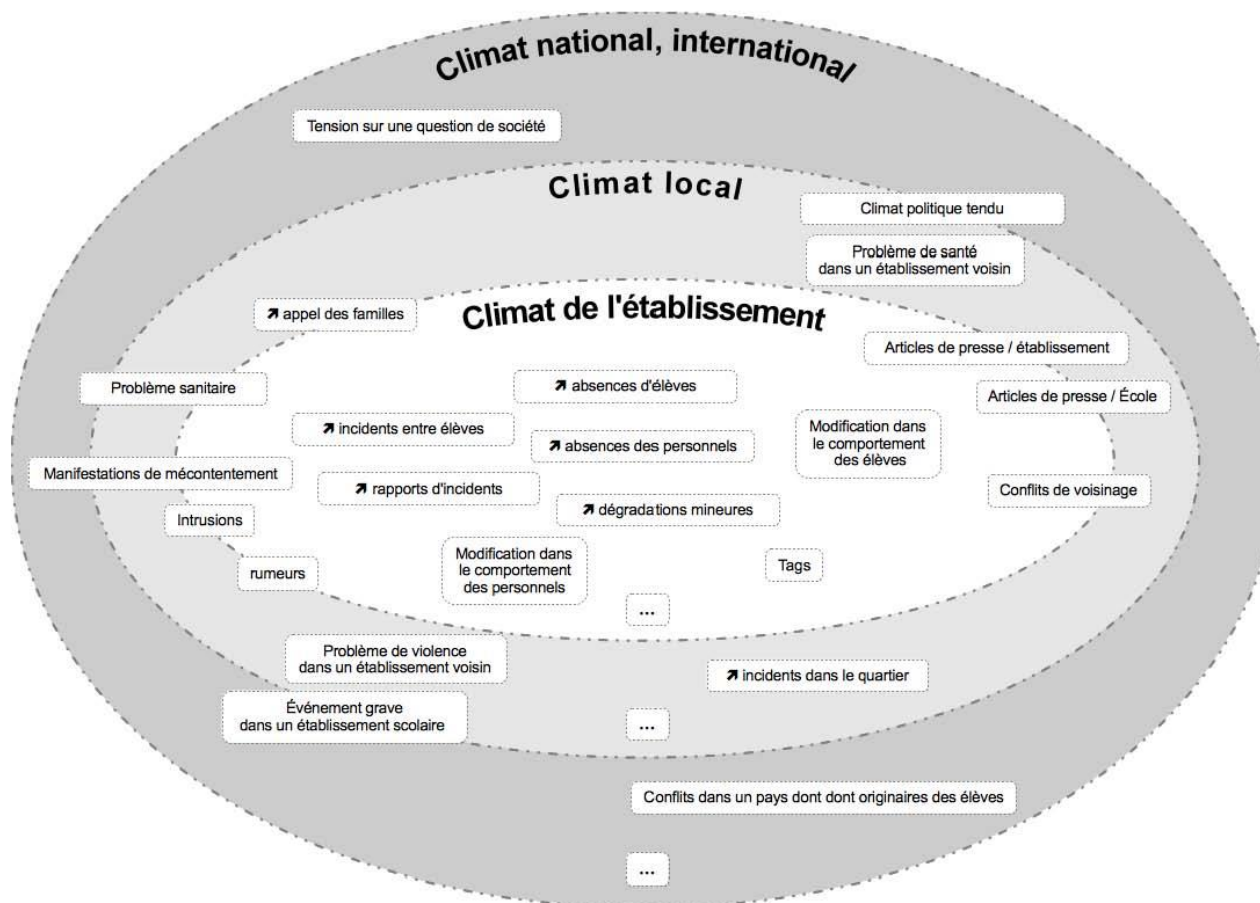 Climat national, international
Tension sur une question de société
Climat local
Climat politique tendu
Problème de santé
dans un établissement voisin
Climat de l'établissement
↗ appel des familles
Articles de presse / établissement
Problème sanitaire
↗ absences d'élèves
Articles de presse / École
↗ incidents entre élèves
↗ absences des personnels
Modification dans
le comportement
des élèves
Manifestations de mécontentement
↗ rapports d'incidents
Conflits de voisinage
Intrusions
↗ dégradations mineures
rumeurs
Modification dans
le comportement
des personnels
Tags
...
Problème de violence
dans un établissement voisin
↗ incidents dans le quartier
Événement grave
dans un établissement scolaire
...
Conflits dans un pays dont dont originaires des élèves
...